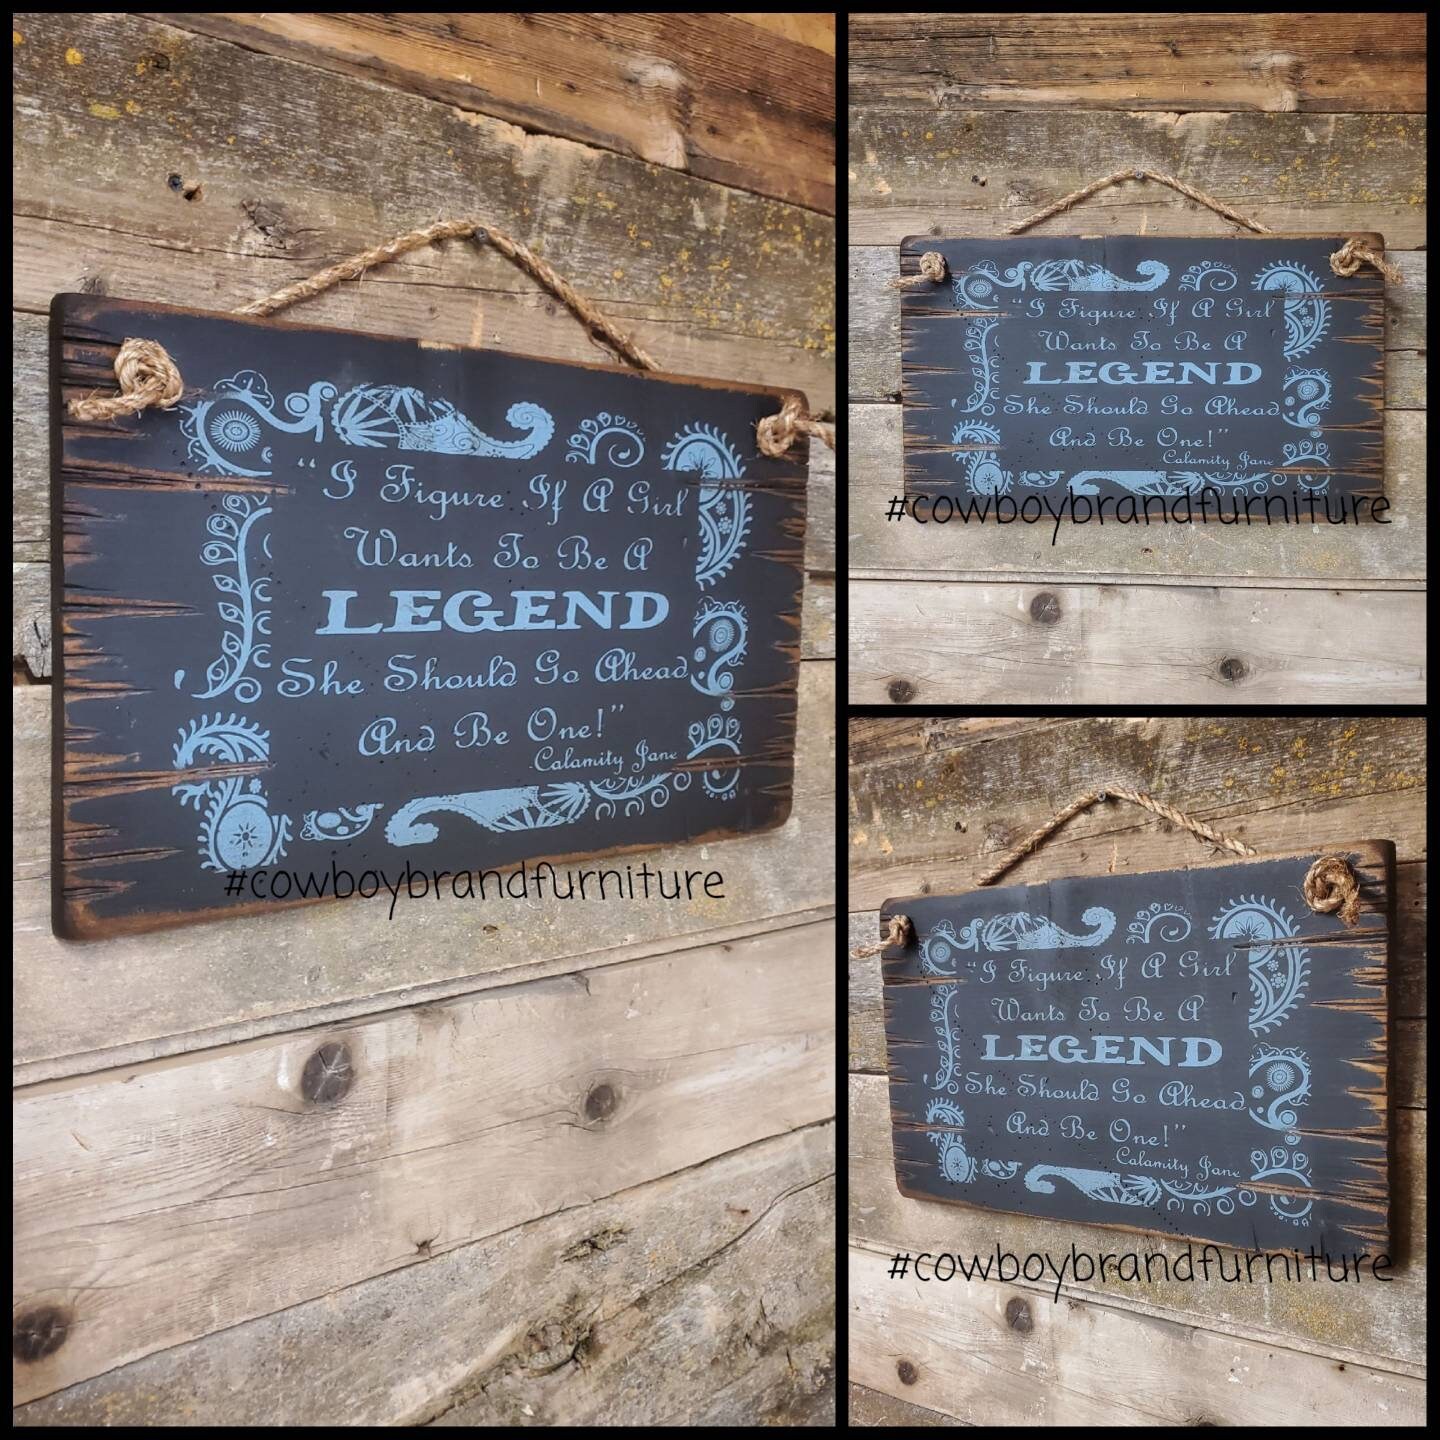 “I Figure If A Girl
Wants To Be A
LEGEND
She Should Go Ahead
And Be One!”
Calamity Jane
#cowboybrandfurniture
“I Figure If A Girl
Wants To Be A
LEGEND
She Should Go Ahead
And Be One!”
Calamity Jane
#cowboybrandfurniture
“I Figure If A Girl
Wants To Be A
LEGEND
She Should Go Ahead
And Be One!”
Calamity Jane
#cowboybrandfurniture